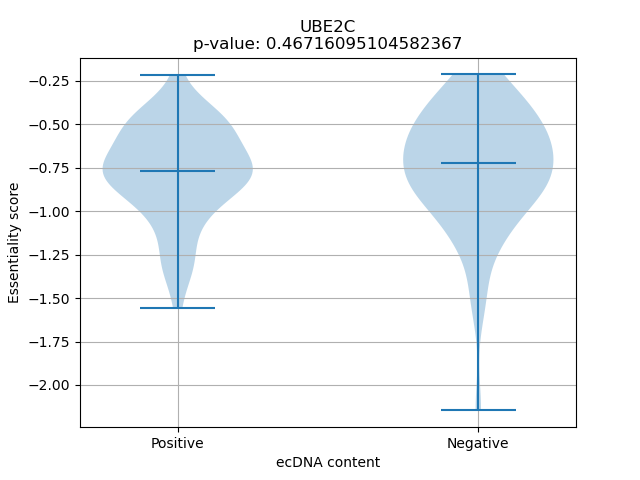 UBE2C
p-value: 0.46716095104582367
−0.25
−0.50
−0.75
−1.00
−1.25
−1.50
−1.75
−2.00
Essentiality score
Positive
Negative
ecDNA content